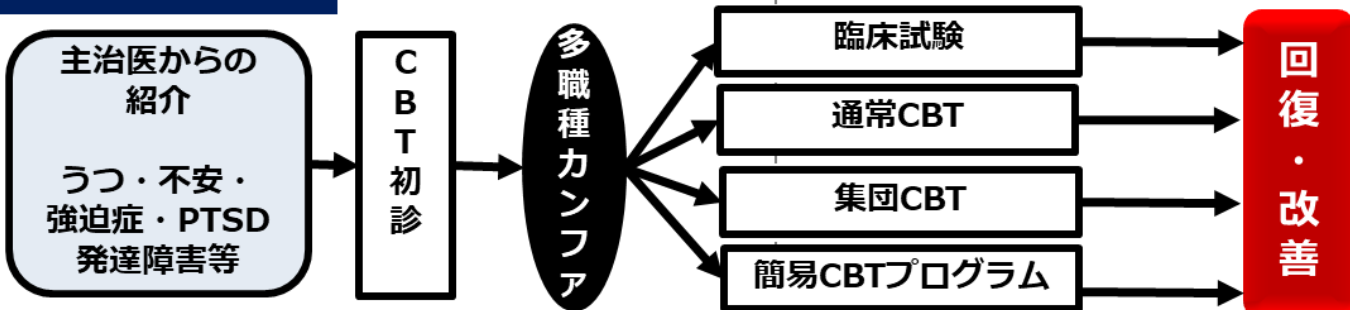 主治医からの
紹介
うつ・不安・
強迫症・PTSD
発達障害等
CBT初診
多職種カンファ
臨床試験
通常CBT
集団CBT
簡易CBTプログラム
回復・改善